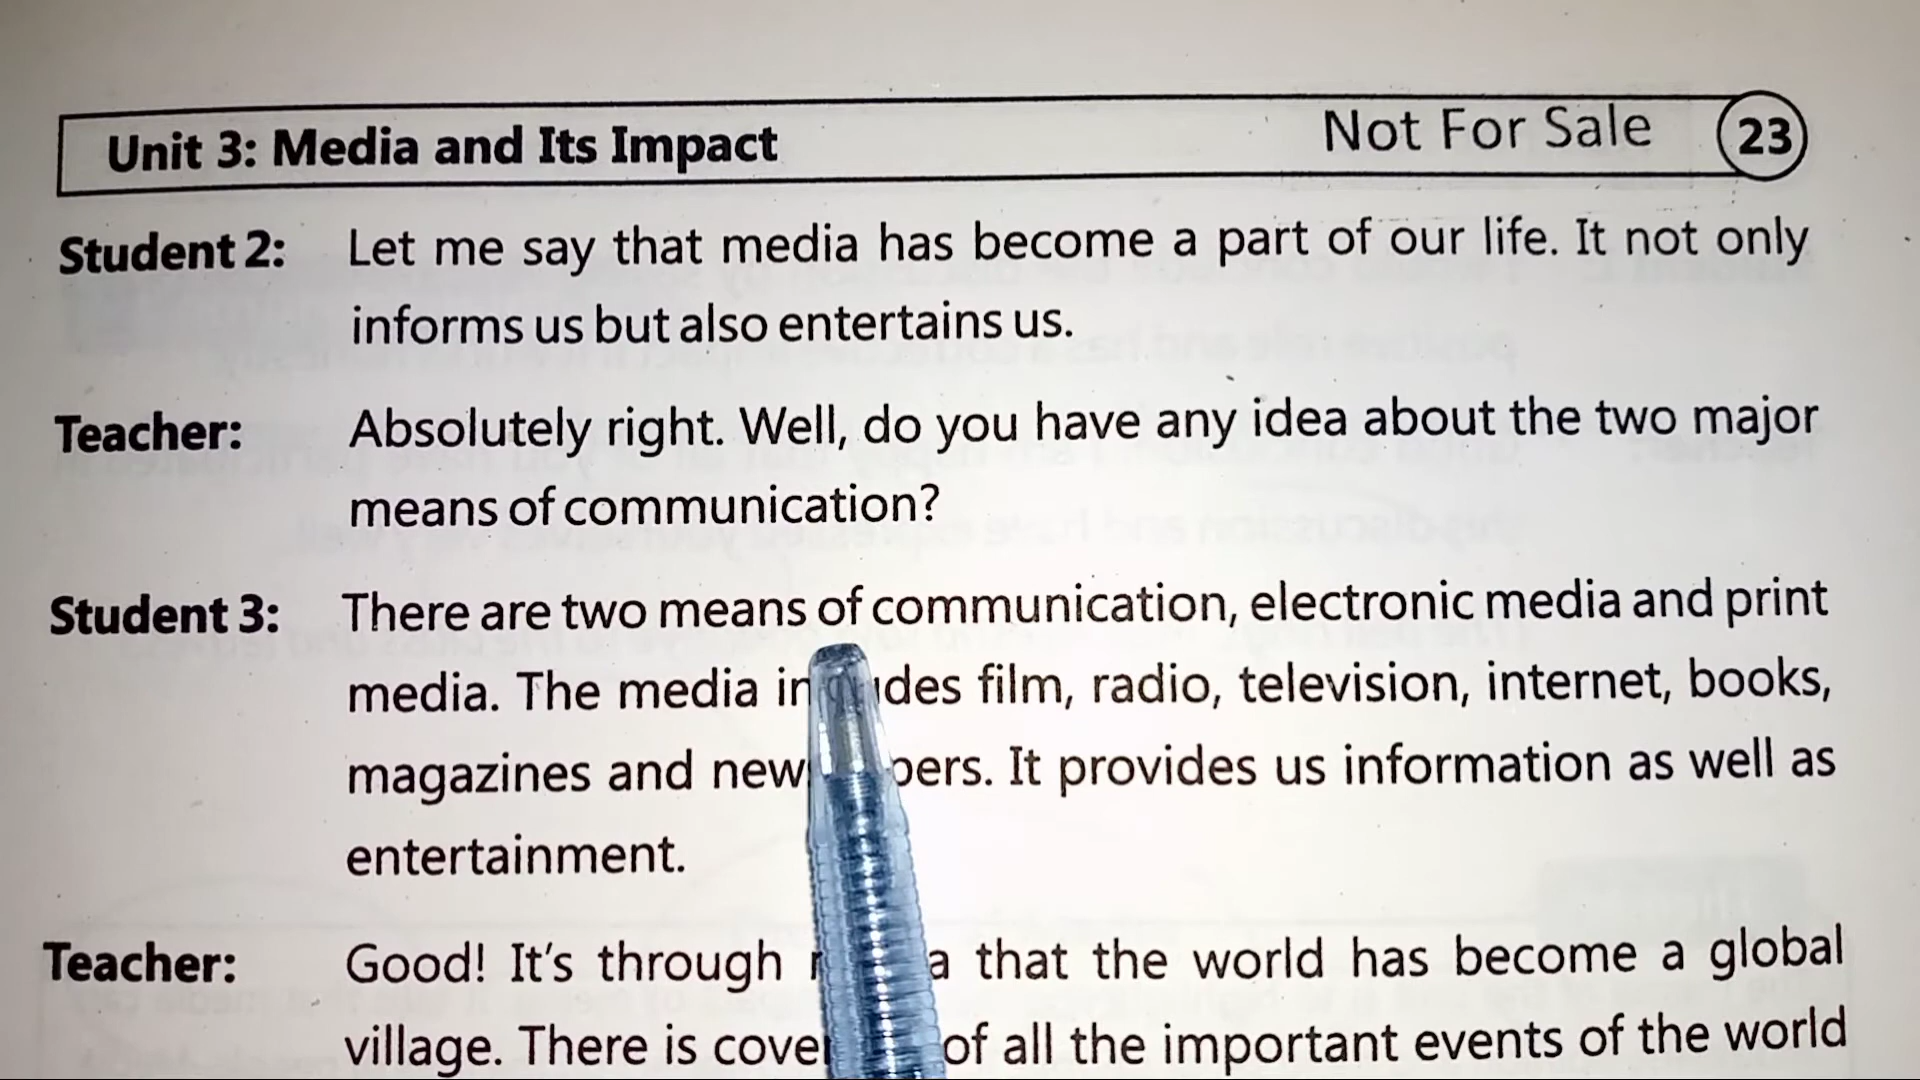 Unit 3: Media and Its Impact Not For Sale 23
Student 2: Let me say that media has become a part of our life. It not only
informs us but also entertains us.
Teacher: Absolutely right. Well, do you have any idea about the two major
means of communication?
Student 3: There are two means of communication, electronic media and print
media. The media includes film, radio, television, internet, books,
magazines and newspapers. It provides us information as well as
entertainment.
Teacher: Good! It's through media that the world has become a global
village. There is coverage of all the important events of the world